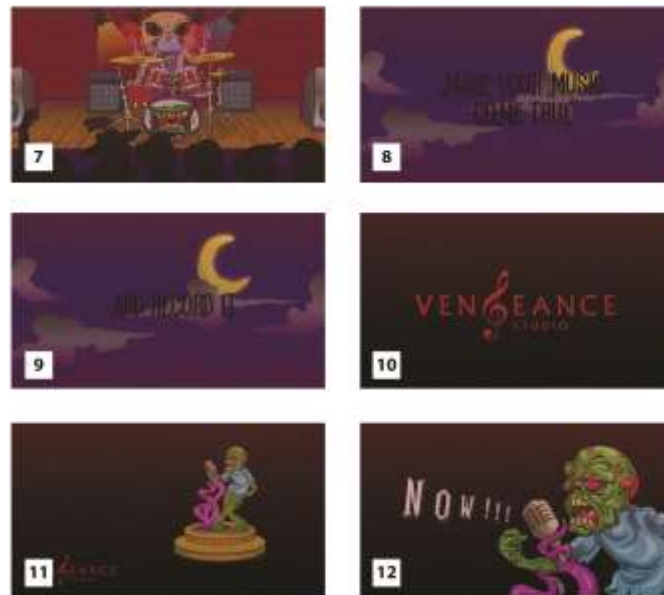 7
8
MAKE YOUR MUSIC
COME TRUE
9
AND RECORD IT
10
VENGEANCE
STUDIO
11
12
NOW!!!